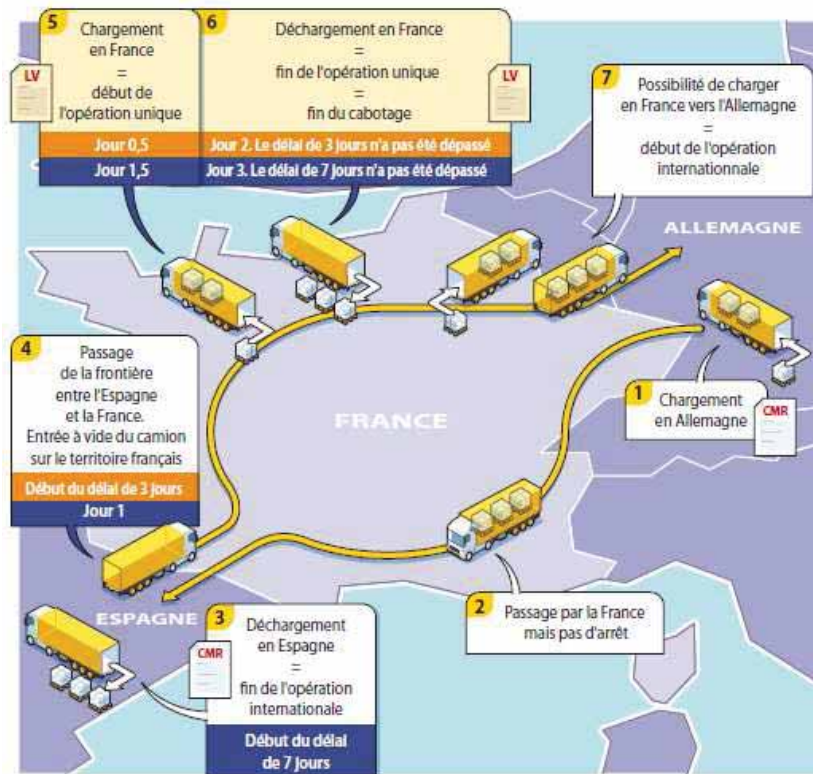 5
Chargement
en France
=
début de
l'opération unique
LV
Jour 0,5
Jour 1,5
6
Déchargement en France
=
fin de l'opération unique
=
fin du cabotage
LV
Jour 2. Le délai de 3 jours n'a pas été dépassé
Jour 3. Le délai de 7 jours n'a pas été dépassé
7
Possibilité de charger
en France vers l'Allemagne
=
début de l'opération
internationnale
ALLEMAGNE
4
Passage
de la frontière
entre l'Espagne
et la France.
Entrée à vide du camion
sur le territoire français
Début du délai de 3 jours
Jour 1
FRANCE
1
Chargement
en Allemagne
CMR
2
Passage par la France
mais pas d'arrêt
ESPAGNE
3
Déchargement
en Espagne
=
fin de l'opération
internationale
CMR
Début du délai
de 7 jours